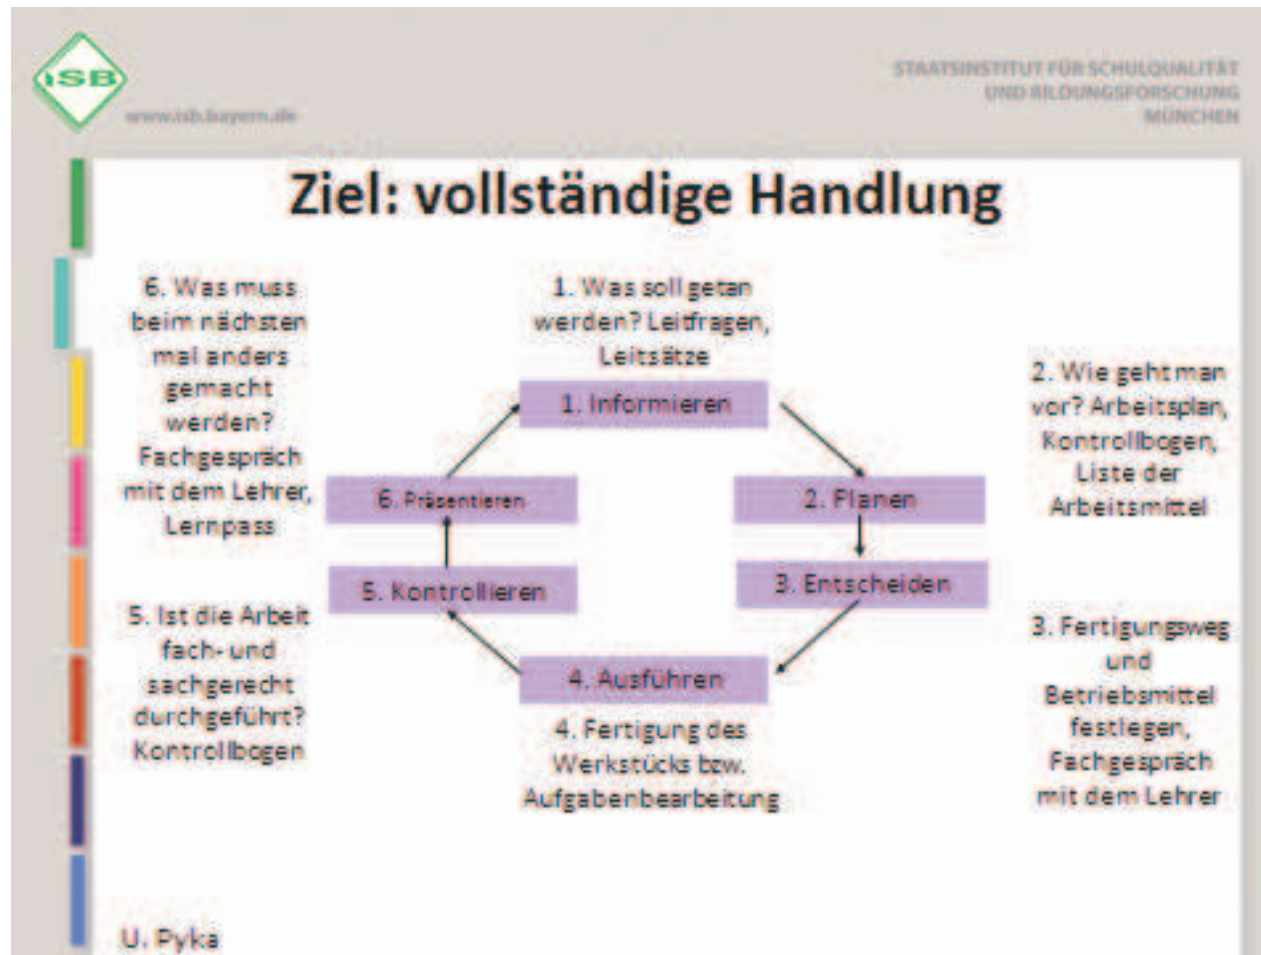 iSB
www.isb.bayern.de
STAATSINSTITUT FÜR SCHULQUALITÄT
UND BILDUNGSFORSCHUNG
MÜNCHEN
Ziel: vollständige Handlung
6. Was muss
beim nächsten
mal anders
gemacht
werden?
Fachgespräch
mit dem Lehrer,
Lernpass
1. Was soll getan
werden? Leitfragen,
Leitsätze
1. Informieren
2. Wie geht man
vor? Arbeitsplan,
Kontrollbogen,
Liste der
Arbeitsmittel
6. Präsentieren
2. Planen
5. Kontrollieren
3. Entscheiden
5. Ist die Arbeit
fach- und
sachgerecht
durchgeführt?
Kontrollbogen
4. Ausführen
4. Fertigung des
Werkstücks bzw.
Aufgabenbearbeitung
3. Fertigungsweg
und
Betriebsmittel
festlegen,
Fachgespräch
mit dem Lehrer
U. Pyka